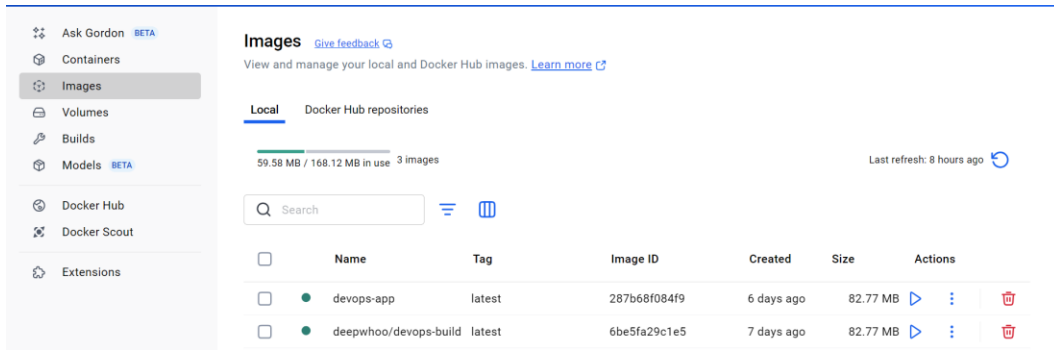 Ask Gordon BETA
Containers
Images
Volumes
Builds
Models BETA
Docker Hub
Docker Scout
Extensions
Images Give feedback
View and manage your local and Docker Hub images. Learn more
Local Docker Hub repositories
59.58 MB / 168.12 MB in use 3 images
Last refresh: 8 hours ago
Search
Name Tag Image ID Created Size Actions
devops-app latest 287b68f084f9 6 days ago 82.77 MB
deepwhoo/devops-build latest 6be5fa29c1e5 7 days ago 82.77 MB